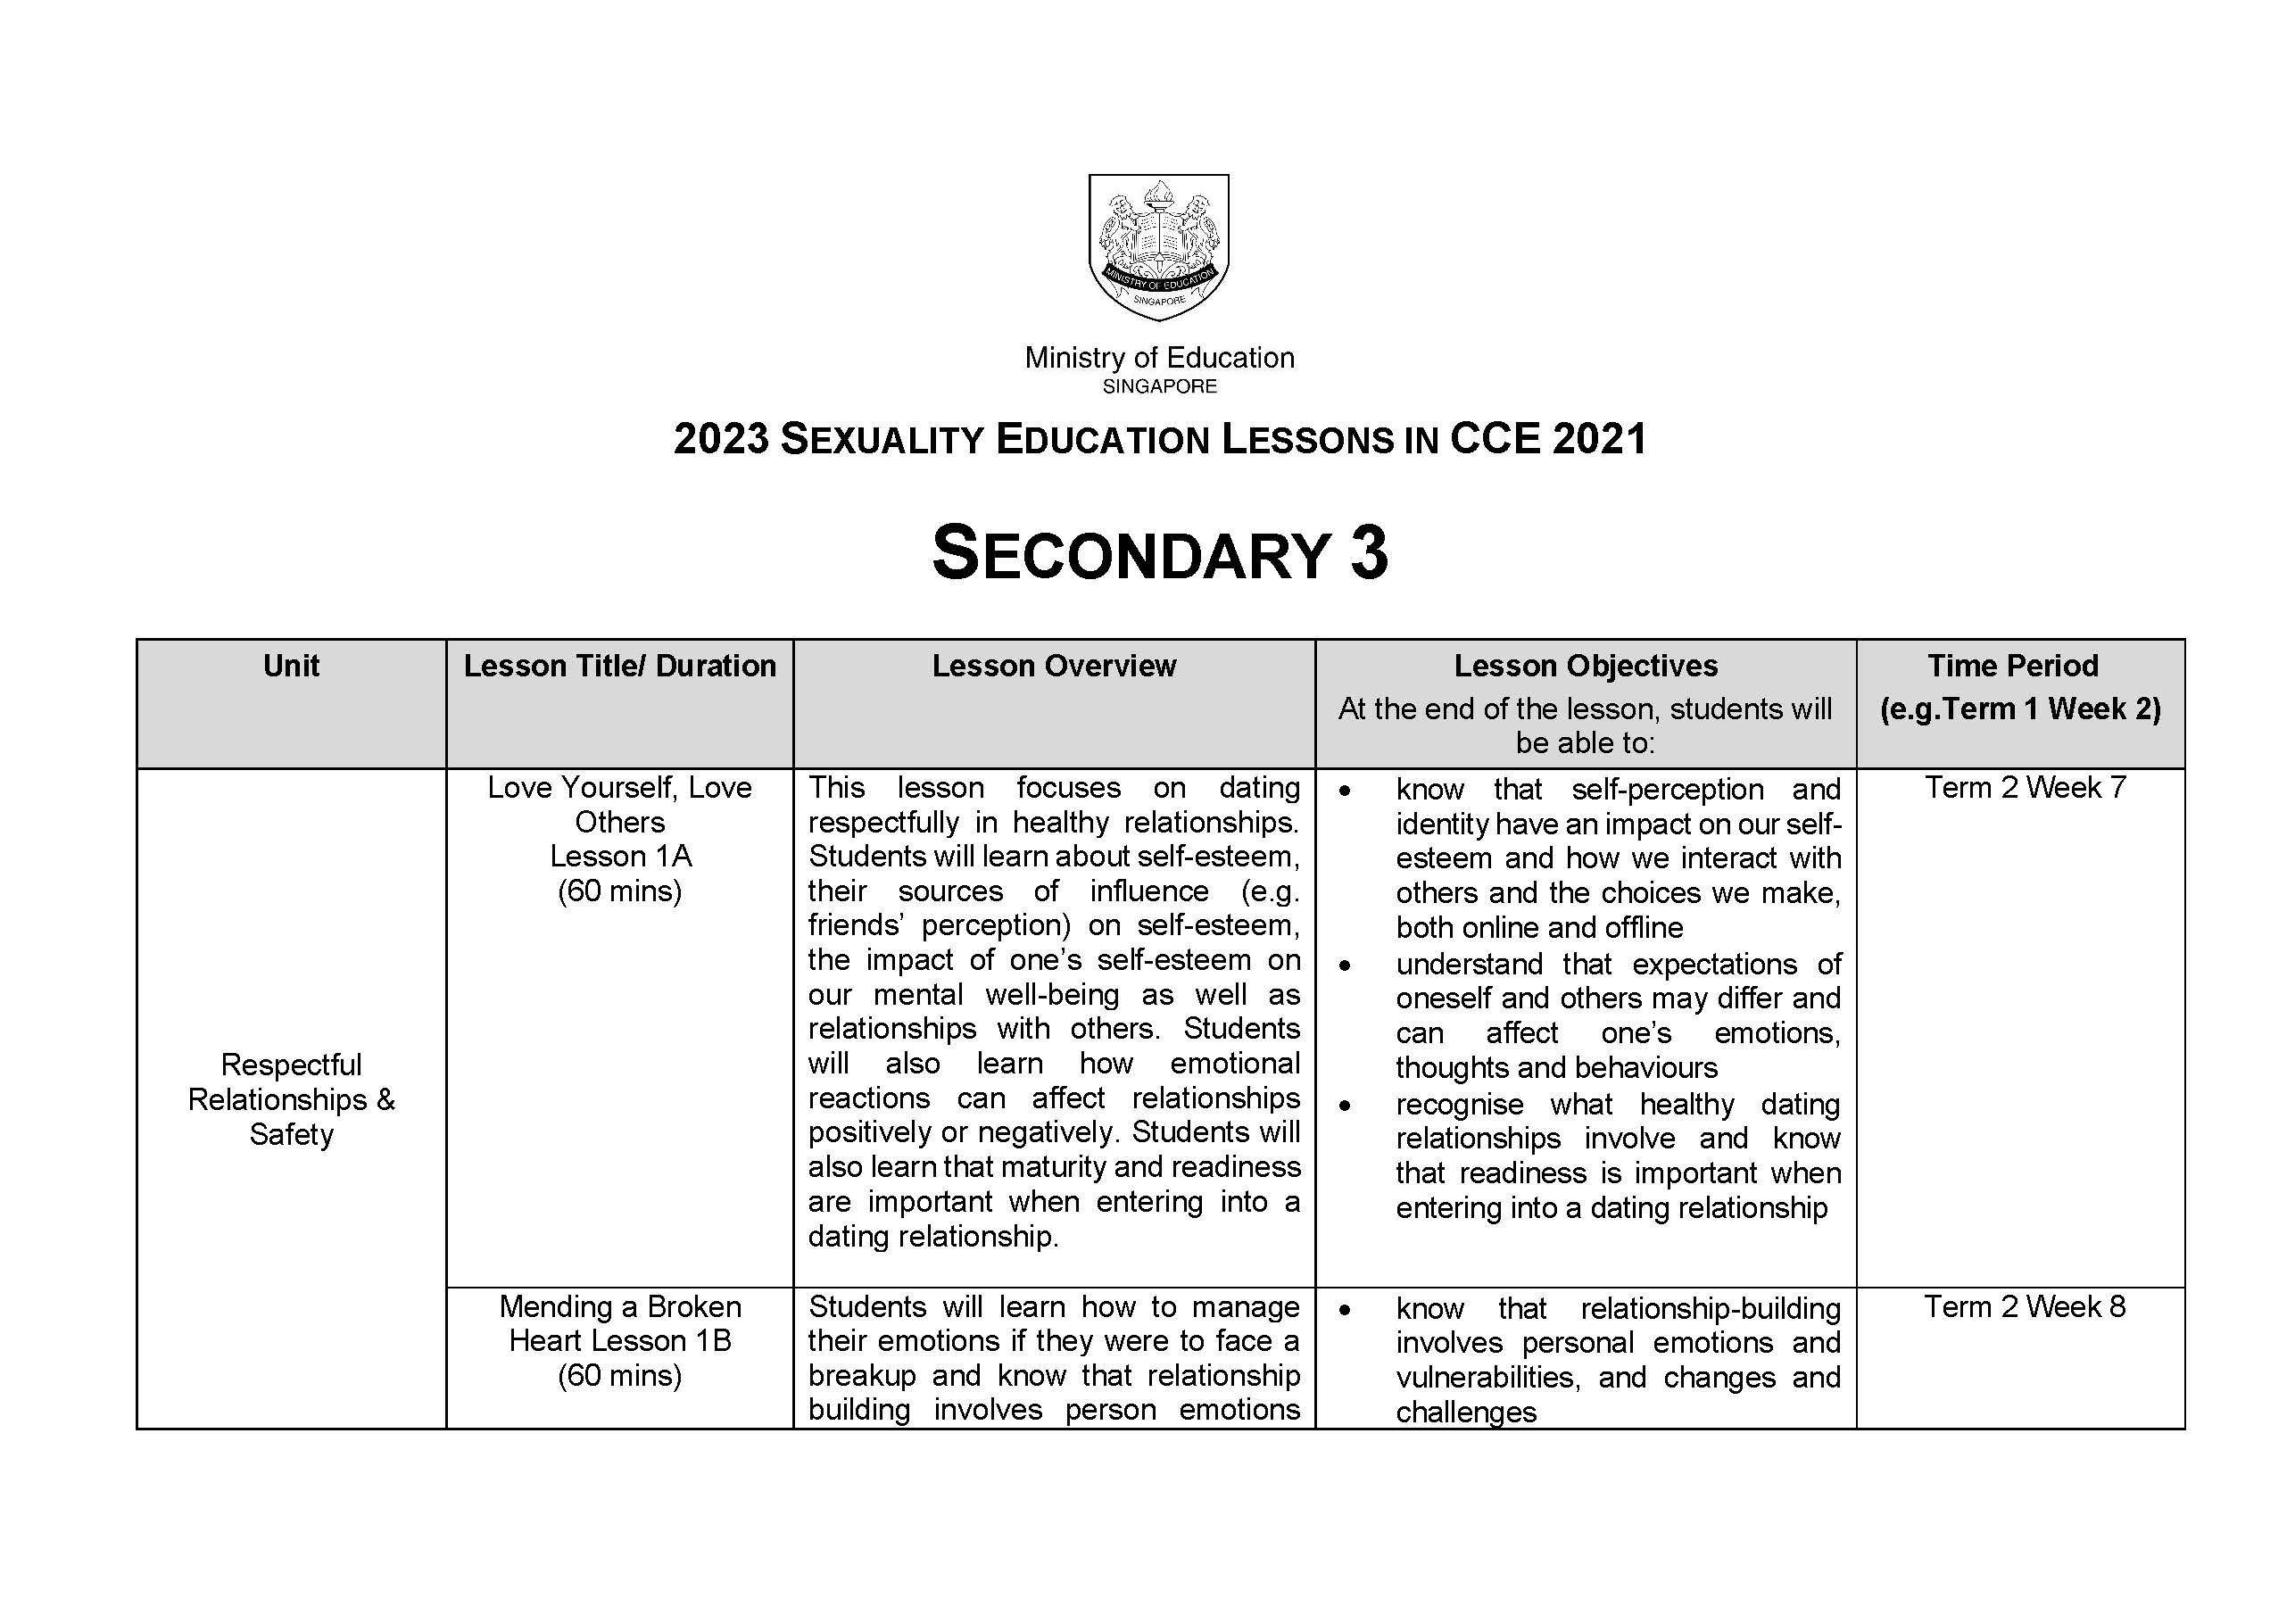 MINISTRY OF EDUCATION
SINGAPORE
Ministry of Education
SINGAPORE
2023 SEXUALITY EDUCATION LESSONS IN CCE 2021
SECONDARY 3
Unit
Lesson Title/ Duration
Lesson Overview
Lesson Objectives
At the end of the lesson, students will
be able to:
Time Period
(e.g.Term 1 Week 2)
Respectful
Relationships &
Safety
Love Yourself, Love
Others
Lesson 1A
(60 mins)
This lesson focuses on dating
respectfully in healthy relationships.
Students will learn about self-esteem,
their sources of influence (e.g.
friends’ perception) on self-esteem,
the impact of one’s self-esteem on
our mental well-being as well as
relationships with others. Students
will also learn how emotional
reactions can affect relationships
positively or negatively. Students will
also learn that maturity and readiness
are important when entering into a
dating relationship.
• know that self-perception and
identity have an impact on our self-
esteem and how we interact with
others and the choices we make,
both online and offline
• understand that expectations of
oneself and others may differ and
can affect one’s emotions,
thoughts and behaviours
• recognise what healthy dating
relationships involve and know
that readiness is important when
entering into a dating relationship
Term 2 Week 7
Mending a Broken
Heart Lesson 1B
(60 mins)
Students will learn how to manage
their emotions if they were to face a
breakup and know that relationship
building involves person emotions
• know that relationship-building
involves personal emotions and
vulnerabilities, and changes and
challenges
Term 2 Week 8